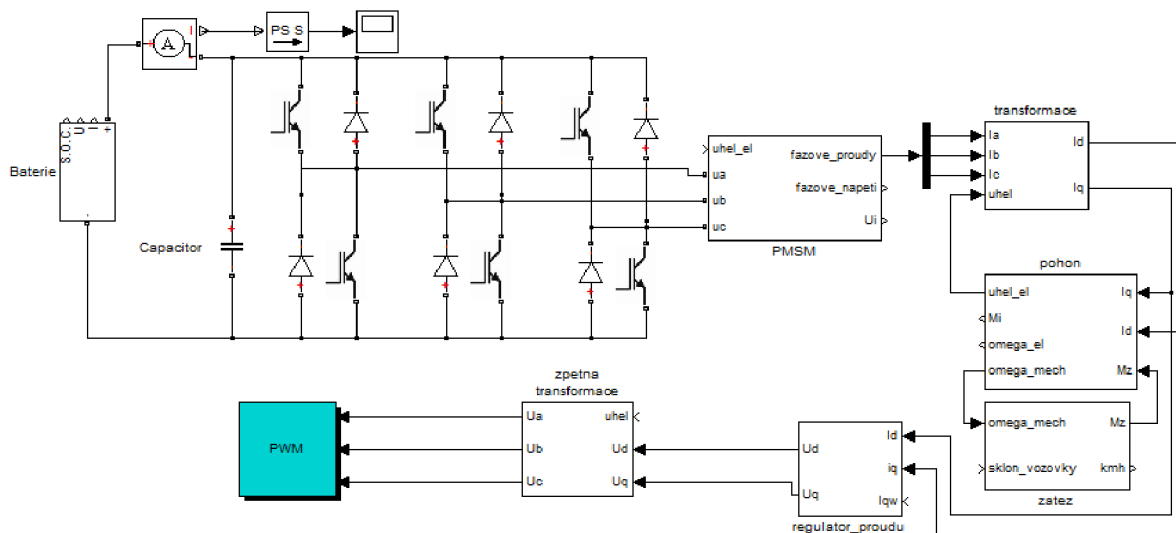 I
A
PS S
S.O.C.
U
I
+
-
Baterie
Capacitor
uhel_el
ua
ub
uc
fazove_proudy
fazove_napeti
Ui
PMSM
transformace
Ia
Ib
Ic
uhel
Id
Iq
pohon
uhel_el
Mi
omega_el
omega_mech
Iq
Id
Mz
omega_mech
sklon_vozovky
Mz
kmh
zatez
zpetna
transformace
Ua
Ub
Uc
uhel
Ud
Uq
PWM
Ud
Uq
Id
iq
Iqw
regulator_proudu